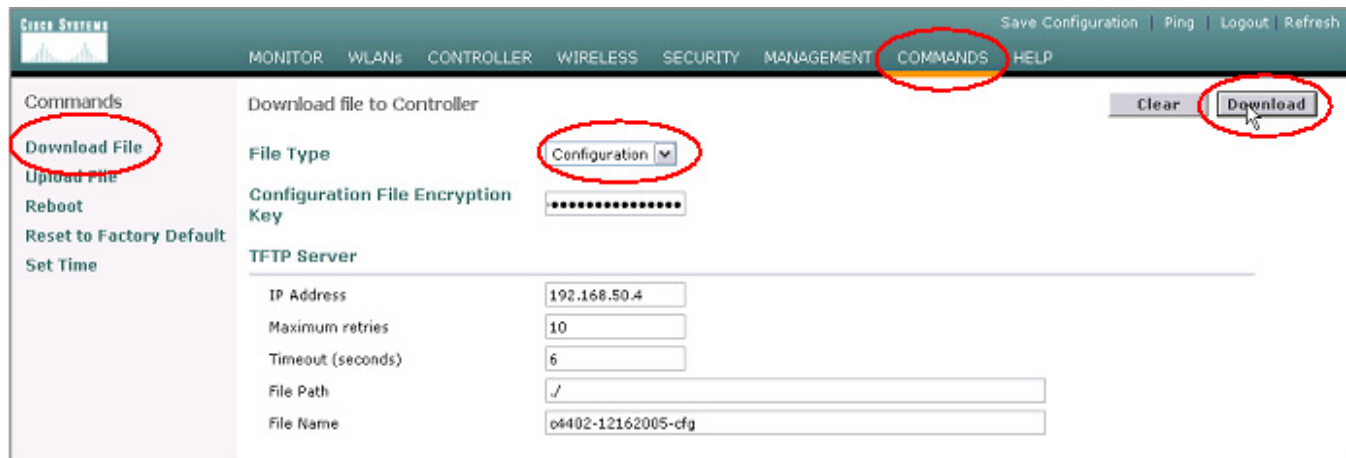 CISCO SYSTEMS
Save Configuration | Ping | Logout | Refresh
MONITOR WLANs CONTROLLER WIRELESS SECURITY MANAGEMENT COMMANDS HELP
Commands
Download File
Upload File
Reboot
Reset to Factory Default
Set Time
Download file to Controller
Clear Download
File Type Configuration
Configuration File Encryption
Key •••••••••••••••
TFTP Server
IP Address 192.168.50.4
Maximum retries 10
Timeout (seconds) 6
File Path ./
File Name o4402-12162005-cfg